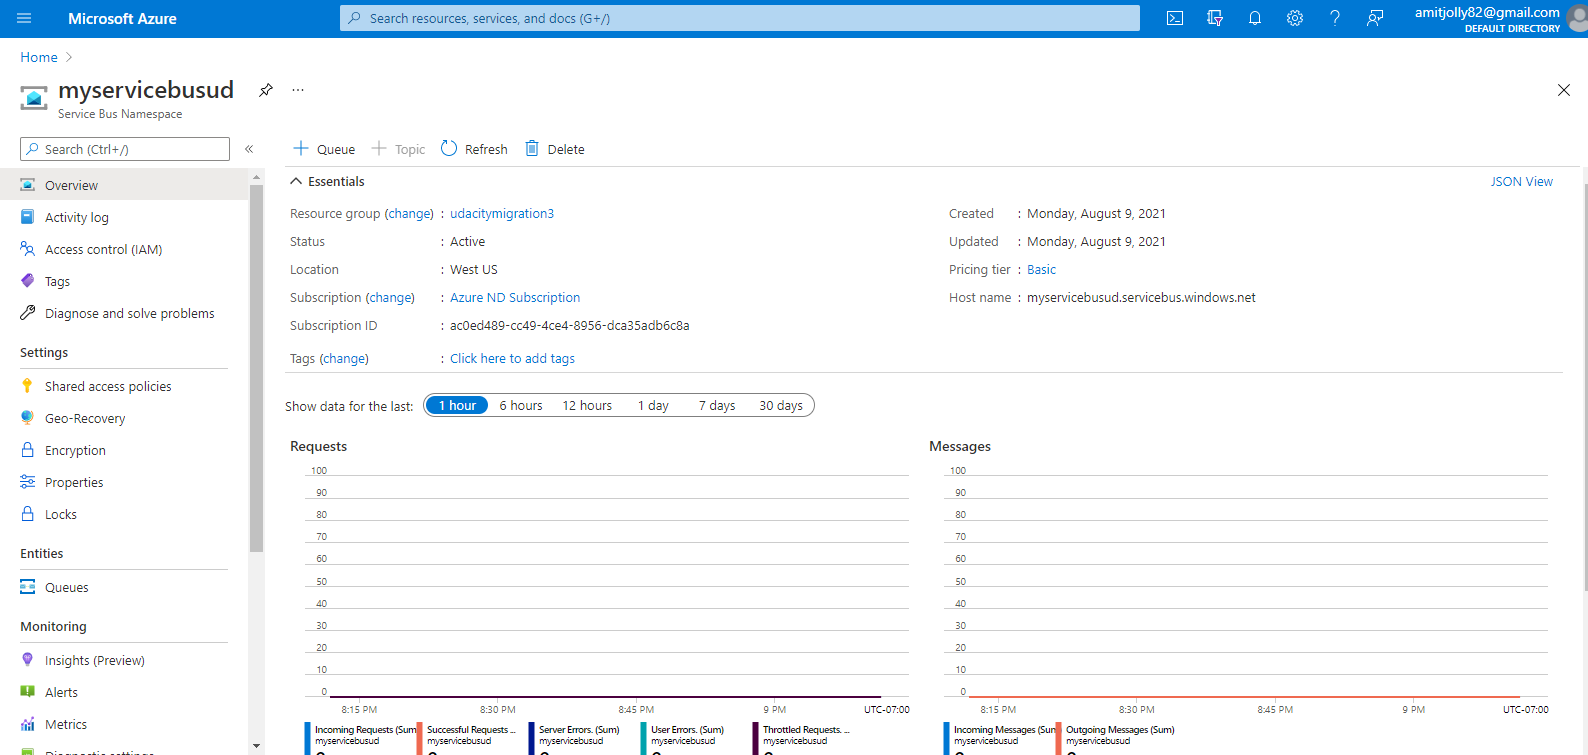 Microsoft Azure
Search resources, services, and docs (G+/)
amitjolly82@gmail.com
DEFAULT DIRECTORY
Home
myservicebusud
...
Service Bus Namespace
Search (Ctrl+/)
«
Queue
Topic
Refresh
Delete
Overview
Activity log
Access control (IAM)
Tags
Diagnose and solve problems
Settings
Shared access policies
Geo-Recovery
Encryption
Properties
Locks
Entities
Queues
Monitoring
Insights (Preview)
Alerts
Metrics
Diagnostic settings
Essentials
JSON View
Resource group (change) : udacitymigration3
Status : Active
Location : West US
Subscription (change) : Azure ND Subscription
Subscription ID : ac0ed489-cc49-4ce4-8956-dca35adb6c8a
Tags (change) : Click here to add tags
Created : Monday, August 9, 2021
Updated : Monday, August 9, 2021
Pricing tier : Basic
Host name : myservicebusud.servicebus.windows.net
Show data for the last: 1 hour 6 hours 12 hours 1 day 7 days 30 days
Requests
100
90
80
70
60
50
40
30
20
10
0
8:15 PM 8:30 PM 8:45 PM 9 PM UTC-07:00
Incoming Requests (Sum
myservicebusud
Successful Requests ...
myservicebusud
Server Errors. (Sum)
myservicebusud
User Errors. (Sum)
myservicebusud
Throttled Requests. ...
myservicebusud
Messages
100
90
80
70
60
50
40
30
20
10
0
8:15 PM 8:30 PM 8:45 PM 9 PM UTC-07:00
Incoming Messages (Sum
myservicebusud
Outgoing Messages (Sum)
myservicebusud